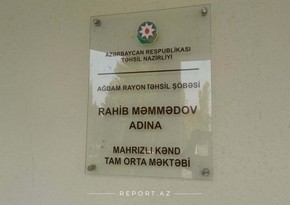 AZƏRBAYCAN RESPUBLİKASI
TƏHSİL NAZİRLİYİ
AĞDAM RAYON TƏHSİL ŞÖBƏSİ
RAHİB MƏMMƏDOV
ADINA
MAHRIZLI KƏND
TAM ORTA MƏKTƏBİ
REPORT.AZ